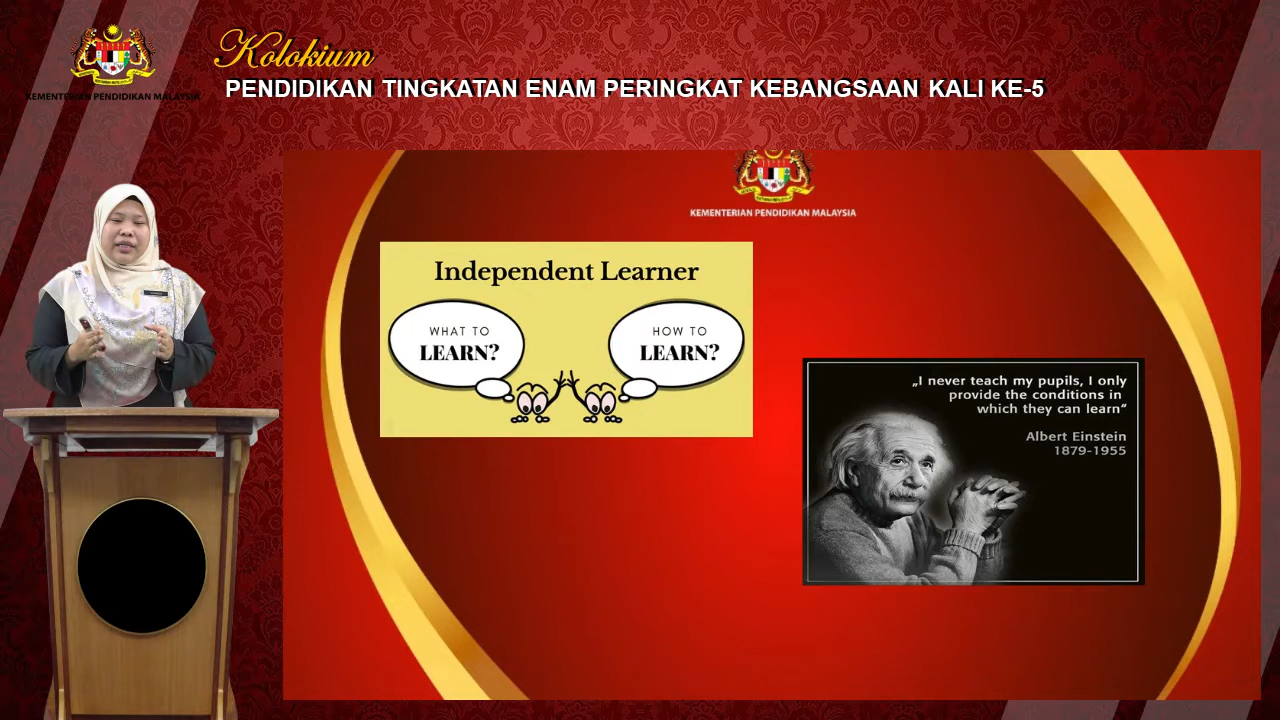 Kolokium
PENDIDIKAN TINGKATAN ENAM PERINGKAT KEBANGSAAN KALI KE-5
KEMENTERIAN PENDIDIKAN MALAYSIA
KEMENTERIAN PENDIDIKAN MALAYSIA
Independent Learner
WHAT TO
LEARN?
HOW TO
LEARN?
„I never teach my pupils, I only
provide the conditions in
which they can learn“
Albert Einstein
1879-1955